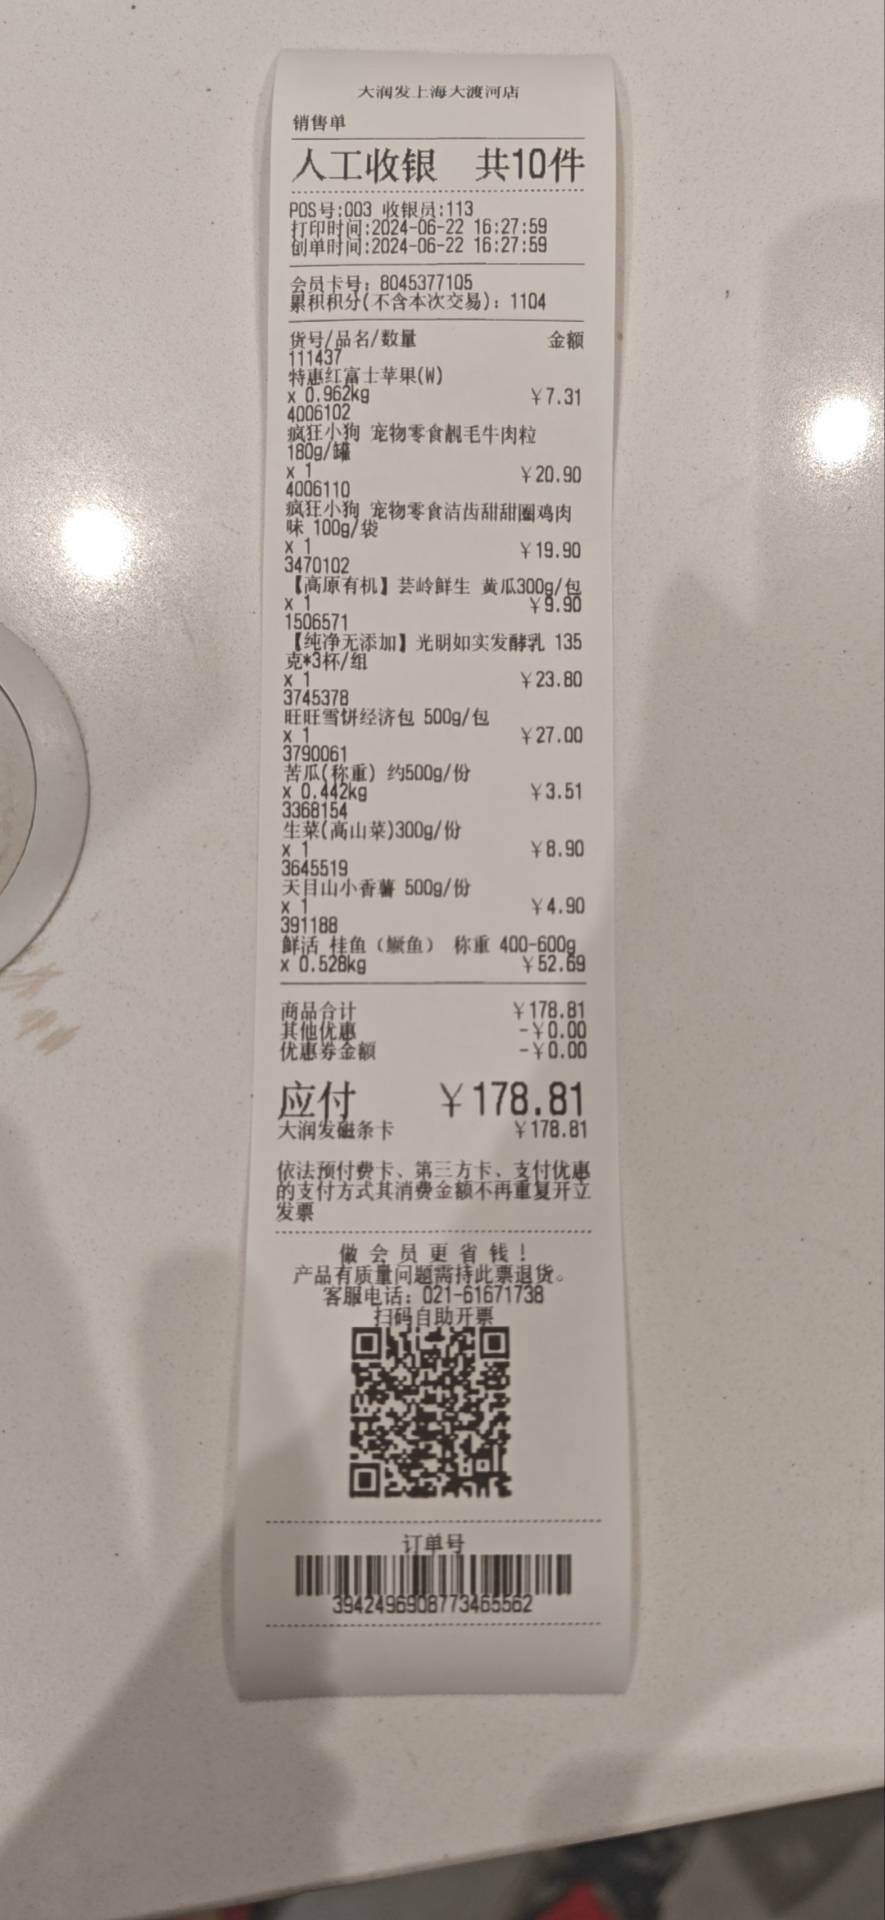 大润发上海大渡河店
销售单
人工收银 共10件
POS号:003 收银员:113
打印时间:2024-06-22 16:27:59
创单时间:2024-06-22 16:27:59
会员卡号: 8045377105
累积积分(不含本次交易): 1104
货号/品名/数量 金额
111437
特惠红富士苹果(W)
x 0.962kg ￥7.31
4006102
疯狂小狗 宠物零食靓毛牛肉粒
180g/罐
x 1 ￥20.90
4006110
疯狂小狗 宠物零食洁齿甜甜圈鸡肉
味 100g/袋
x 1 ￥19.90
3470102
【高原有机】芸岭鲜生 黄瓜300g/包
x 1 ￥9.90
1506571
【纯净无添加】光明如实发酵乳 135
克*3杯/组
x 1 ￥23.80
3745378
旺旺雪饼经济包 500g/包
x 1 ￥27.00
3790061
苦瓜(称重) 约500g/份
x 0.442kg ￥3.51
3368154
生菜(高山菜)300g/份
x 1 ￥8.90
3645519
天目山小香薯 500g/份
x 1 ￥4.90
391188
鲜活 桂鱼（鳜鱼） 称重 400-600g
x 0.528kg ￥52.69
商品合计 ￥178.81
其他优惠 -￥0.00
优惠券金额 -￥0.00
应付 ￥178.81
大润发磁条卡 ￥178.81
依法预付费卡、第三方卡、支付优惠
的支付方式其消费金额不再重复开立
发票
做会员更省钱！
产品有质量问题需持此票退货。
客服电话: 021-61671738
扫码自助开票
订单号
3942496908773465562